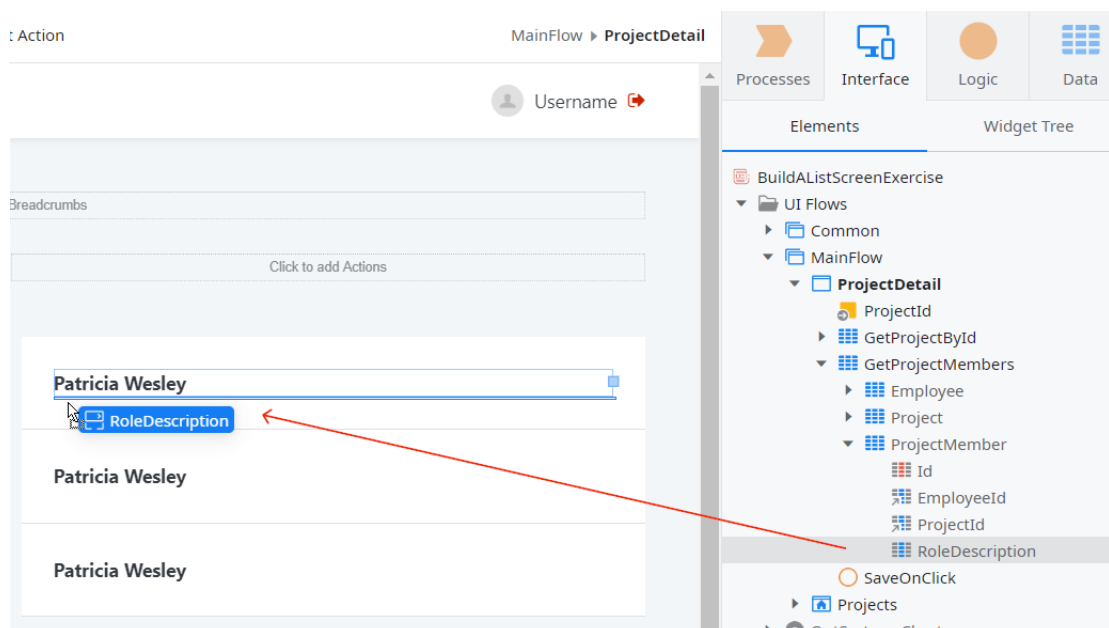 t Action
MainFlow ProjectDetail
Username
Breadcrumbs
Click to add Actions
Patricia Wesley
RoleDescription
Patricia Wesley
Patricia Wesley
Processes Interface Logic Data
Elements Widget Tree
BuildAListScreenExercise
UI Flows
Common
MainFlow
ProjectDetail
ProjectId
GetProjectById
GetProjectMembers
Employee
Project
ProjectMember
Id
EmployeeId
ProjectId
RoleDescription
SaveOnClick
Projects